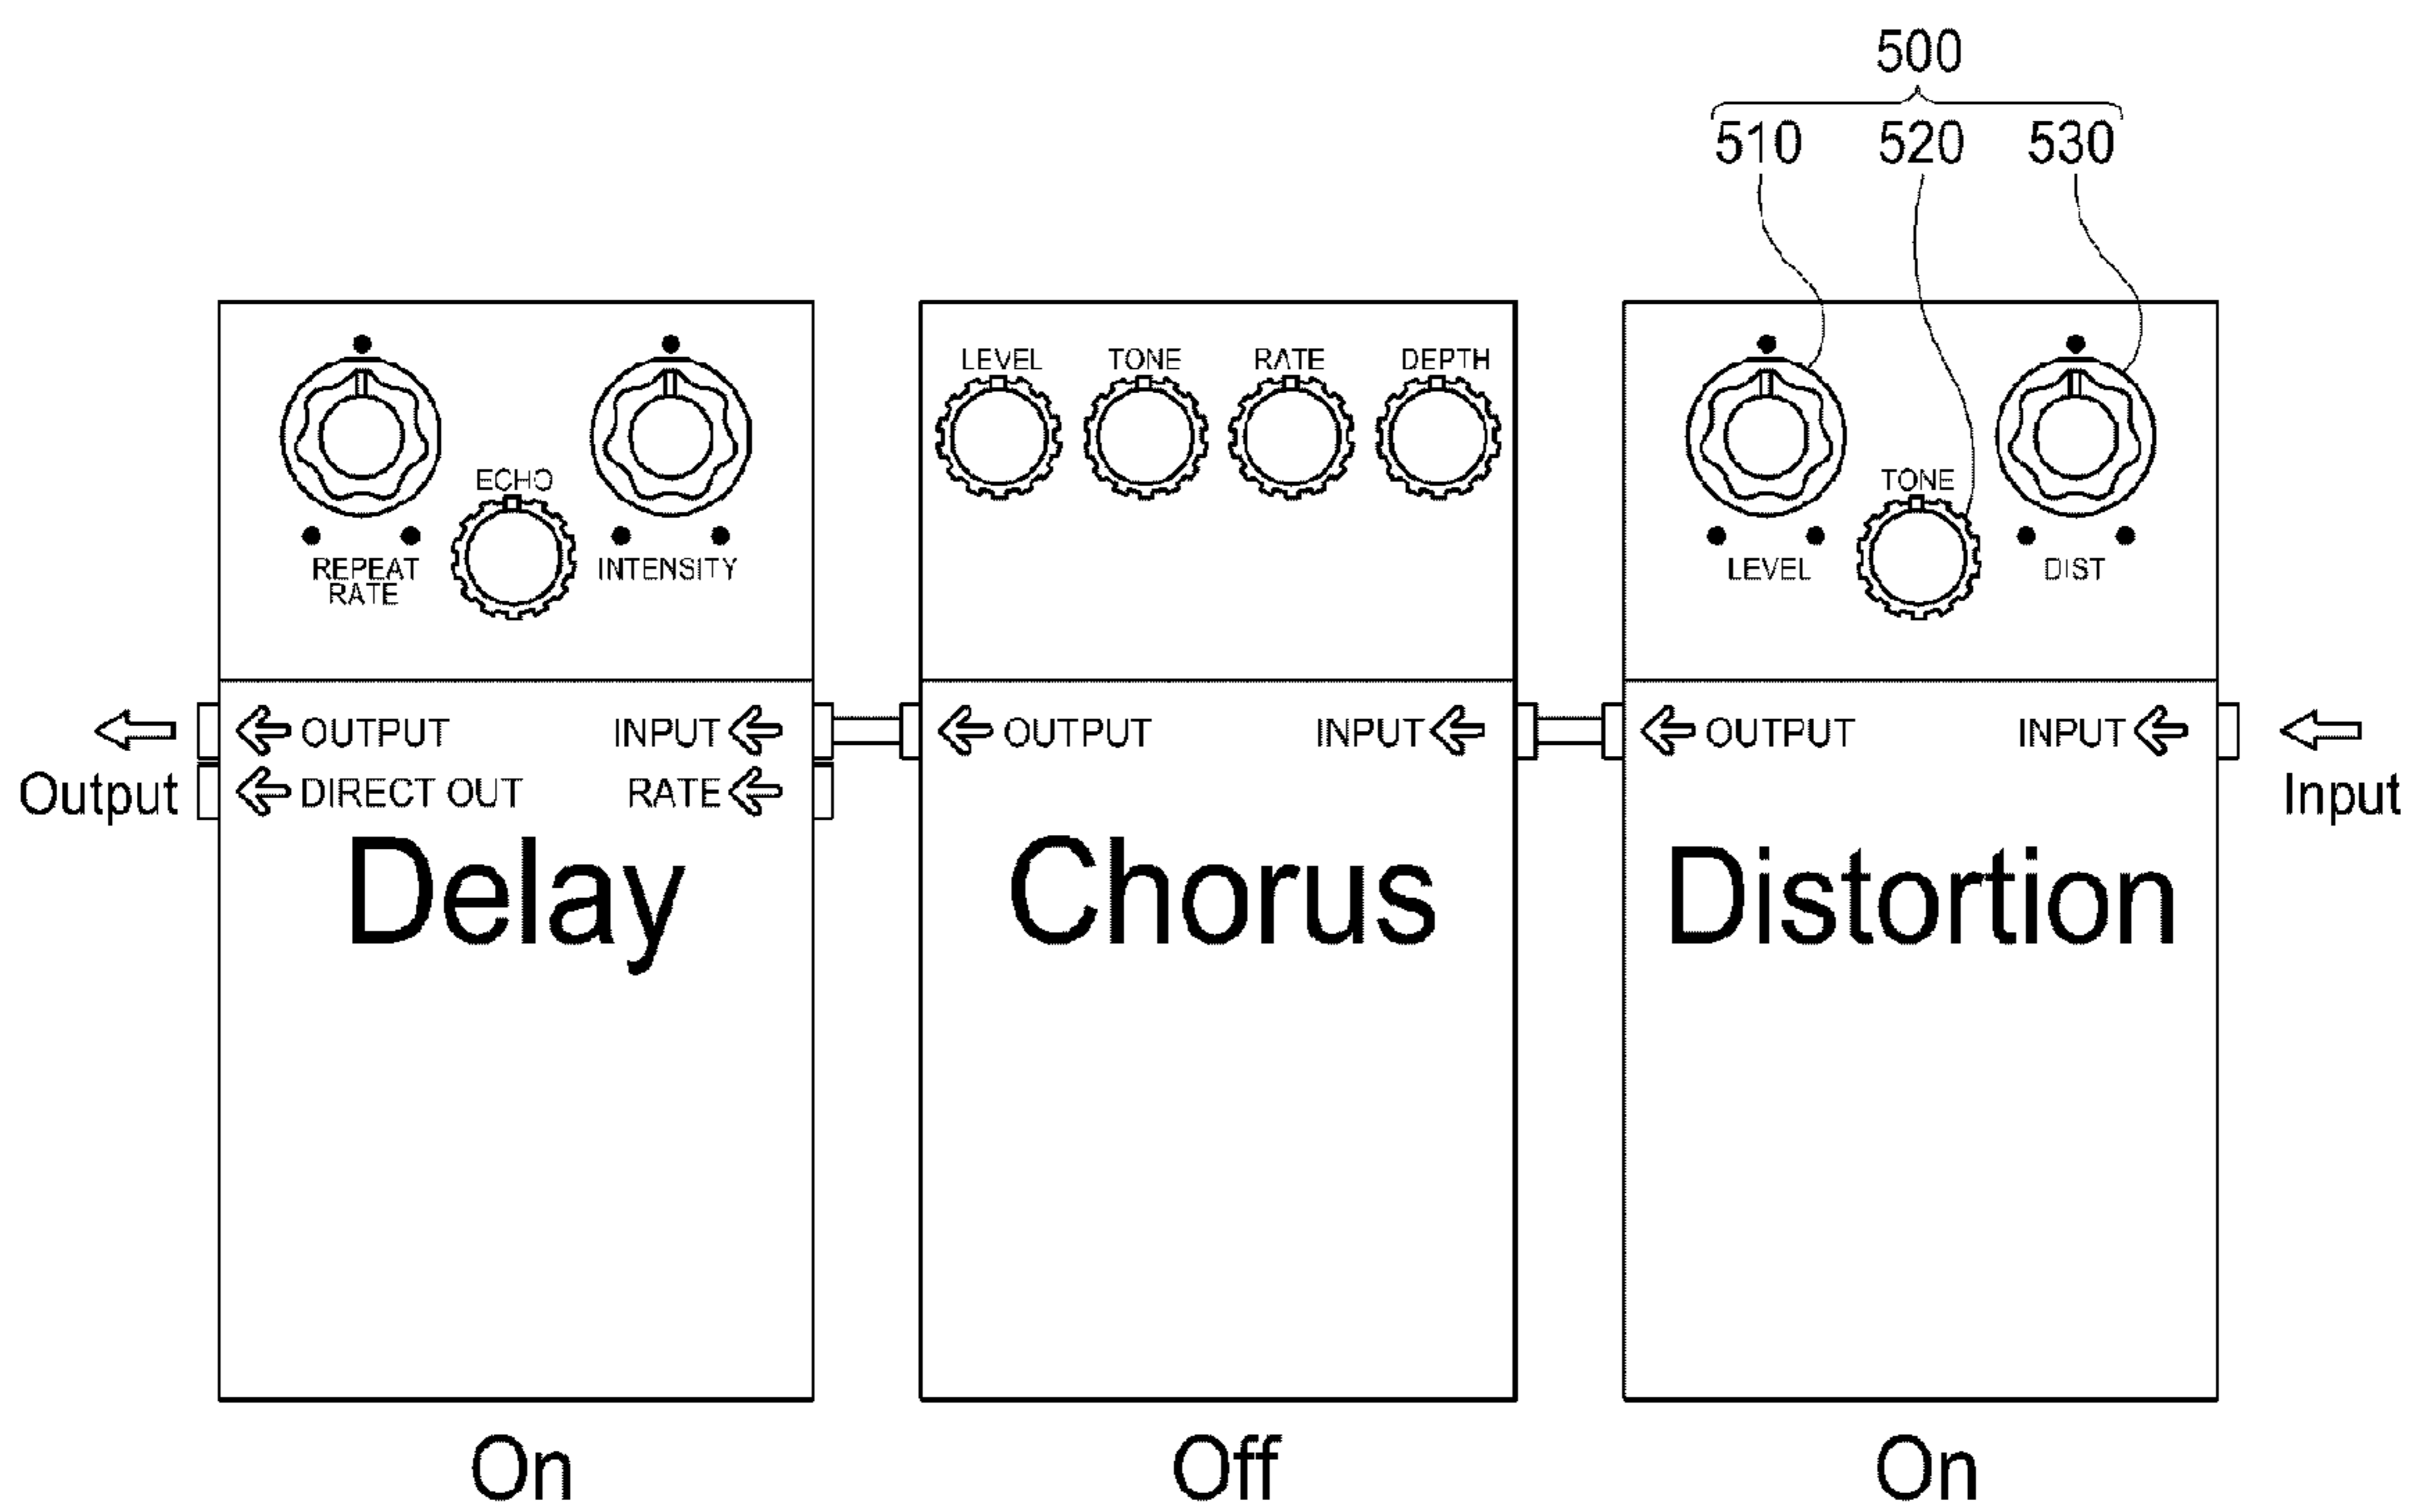 500
510 520 530
REPEAT
RATE
ECHO
INTENSITY
OUTPUT INPUT
DIRECT OUT RATE
Delay
LEVEL TONE RATE DEPTH
OUTPUT INPUT
Chorus
LEVEL
TONE
DIST
OUTPUT INPUT
Distortion
Output
Input
On
Off
On